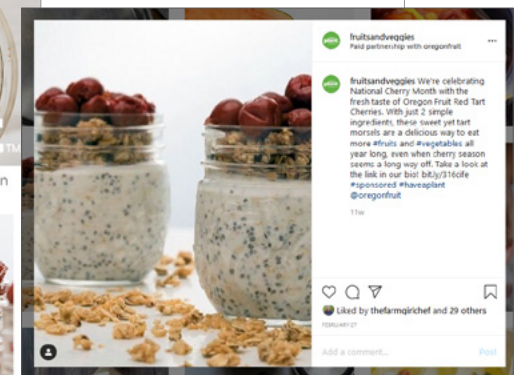 fruitsandveggies
Paid partnership with oregonfruit
fruitsandveggies We're celebrating
National Cherry Month with the
fresh taste of Oregon Fruit Red Tart
Cherries. With just 2 simple
ingredients, these sweet yet tart
morsels are a delicious way to eat
more #fruits and #vegetables all
year long, even when cherry season
seems a long way off. Take a look at
the link in our bio! bit.ly/316cife
#sponsored #haveaplant
@oregonfruit
11w
Liked by thefarmgirlchef and 29 others
FEBRUARY 27
Add a comment...
Post